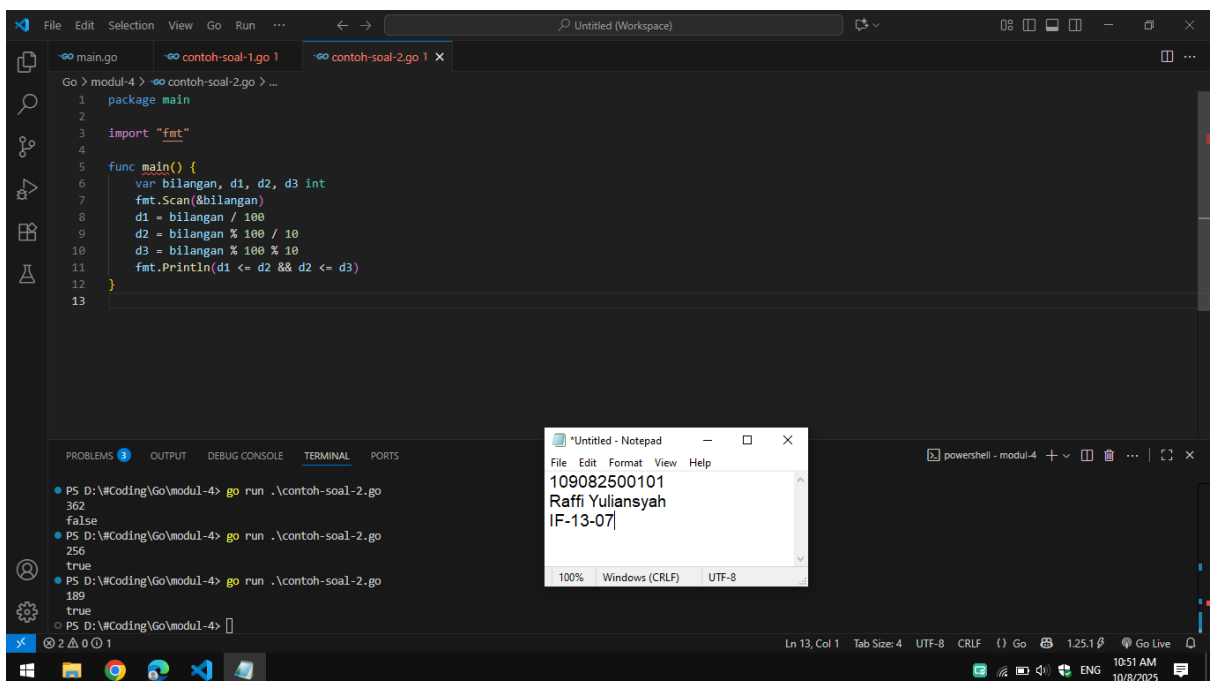 File Edit Selection View Go Run ··· ← → Untitled (Workspace)
main.go contoh-soal-1.go 1 contoh-soal-2.go 1 ×
Go > modul-4 > contoh-soal-2.go > ...
1 package main
2
3 import "fmt"
4
5 func main() {
6 var bilangan, d1, d2, d3 int
7 fmt.Scan(&bilangan)
8 d1 = bilangan / 100
9 d2 = bilangan % 100 / 10
10 d3 = bilangan % 100 % 10
11 fmt.Println(d1 <= d2 && d2 <= d3)
12 }
13
*Untitled - Notepad
File Edit Format View Help
109082500101
Raffi Yuliansyah
IF-13-07
100% Windows (CRLF) UTF-8
PROBLEMS 3 OUTPUT DEBUG CONSOLE TERMINAL PORTS powershell - modul-4
PS D:\#Coding\Go\modul-4> go run .\contoh-soal-2.go
362
false
PS D:\#Coding\Go\modul-4> go run .\contoh-soal-2.go
256
true
PS D:\#Coding\Go\modul-4> go run .\contoh-soal-2.go
189
true
PS D:\#Coding\Go\modul-4>
2 0 1 Ln 13, Col 1 Tab Size: 4 UTF-8 CRLF {} Go 1.25.1 Go Live
ENG 10:51 AM
10/8/2025